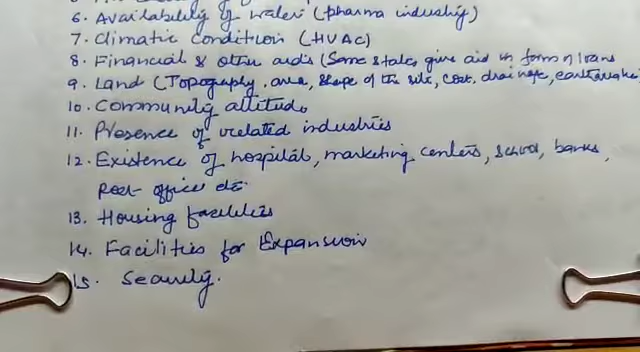 6. Availability of water (pharma industry)
7. Climatic condition (HVAC)
8. Financial & other aids (Some states give aid in form of loans
9. Land (Topography, area, shape of the site, cost, drainage, earthquake
10. Community attitude
11. Presence of related industries
12. Existence of hospital, marketing centers, school, banks,
Post office etc
13. Housing facilities
14. Facilities for Expansion
15. Security.